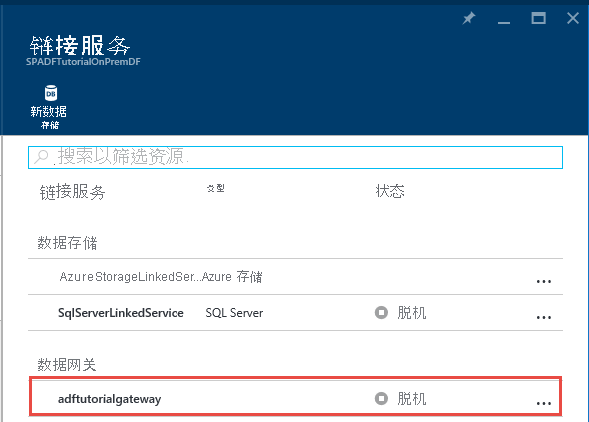 链接服务
SPADFTutorialOnPremDF
DB
新数据
存储
搜索以筛选资源
链接服务 类型 状态
数据存储
AzureStorageLinkedSer... Azure 存储 ...
SqlServerLinkedService SQL Server 脱机 ...
数据网关
adftutorialgateway 脱机 ...